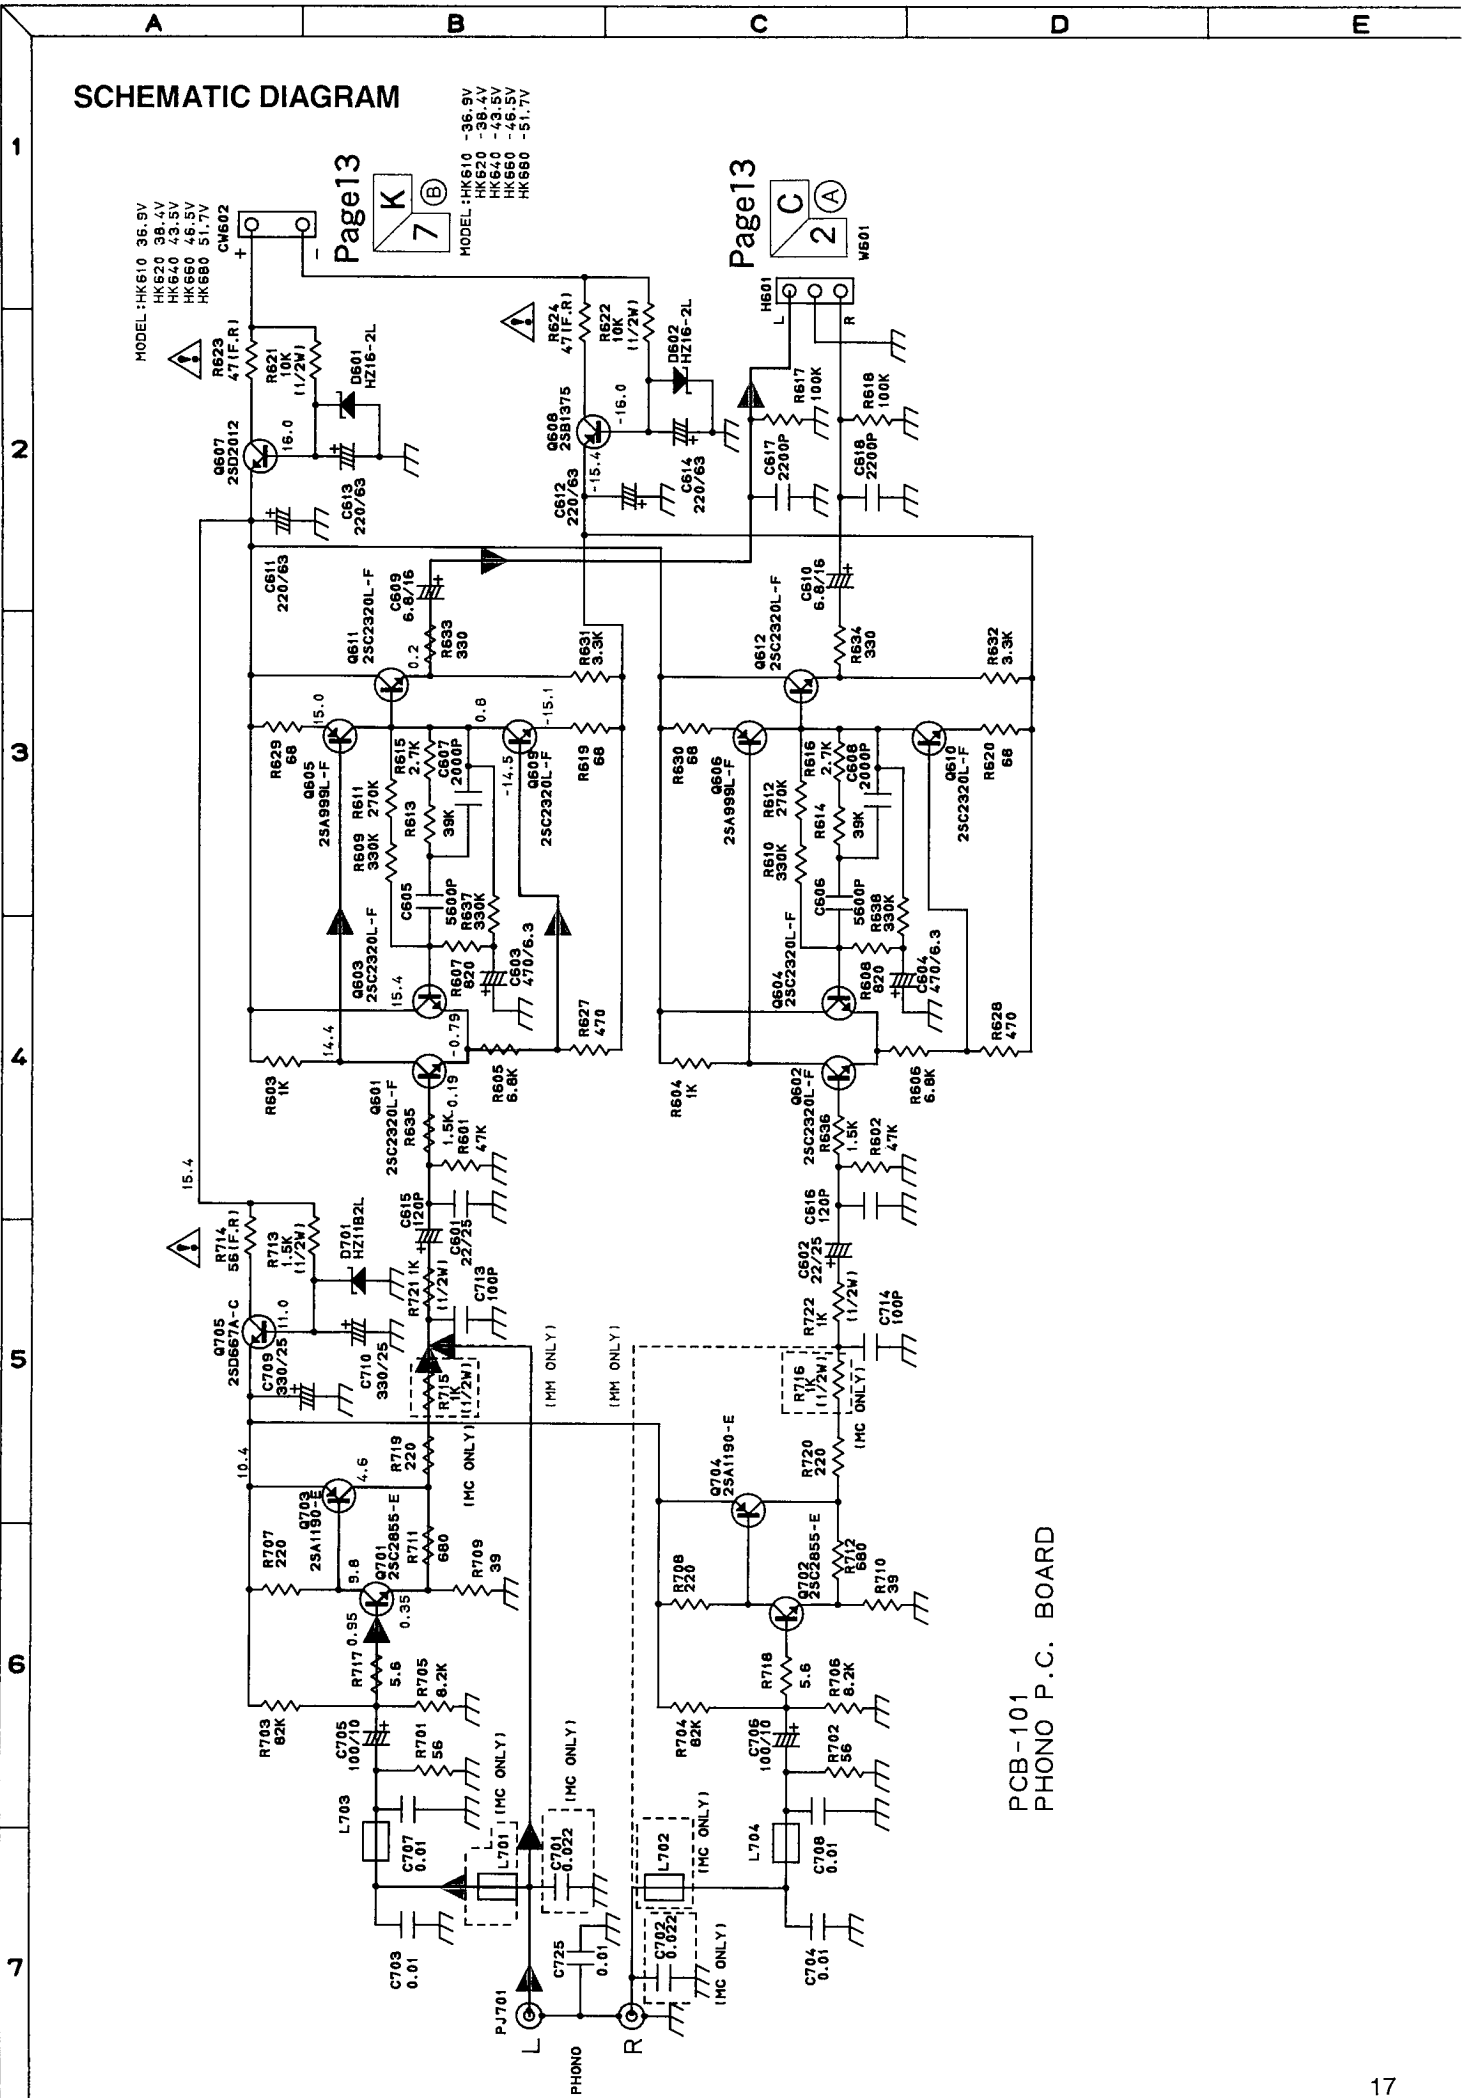 A B C D E
1
2
3
4
5
6
7
SCHEMATIC DIAGRAM
MODEL:HK610 36.9V
HK620 38.4V
HK640 43.5V
HK660 46.5V
HK680 51.7V
CW602
+
-
Page13
K
7
B
MODEL:HK610 -36.9V
HK620 -38.4V
HK640 -43.5V
HK660 -46.5V
HK680 -51.7V
Page13
C
2
A
W601
H601
L
R
R623
47(F.R)
R621
10K
(1/2W)
D601
HZ16-2L
Q607
2SD2012
16.0
C613
220/63
C611
220/63
R624
47(F.R)
R622
10K
(1/2W)
D602
HZ16-2L
Q608
2SB1375
-16.0
-15.4
C612
220/63
C614
220/63
R617
100K
R618
100K
C617
2200P
C618
2200P
Q611
2SC2320L-F
0.2
C609
6.8/16
R633
330
R631
3.3K
R629
68
15.0
Q605
2SA999L-F
R611
270K
R615
2.7K
C607
2000P
0.8
-15.1
-14.5
Q609
2SC2320L-F
R619
68
R609
330K
R613
39K
C605
5600P
R637
330K
Q603
2SC2320L-F
15.4
R607
820
C603
470/6.3
R627
470
R603
1K
14.4
Q601
2SC2320L-F
-0.79
0.19
R605
6.8K
R635
1.5K
R601
47K
Q612
2SC2320L-F
C610
6.8/16
R634
330
R632
3.3K
R630
68
Q606
2SA999L-F
R612
270K
R616
2.7K
C608
2000P
Q610
2SC2320L-F
R620
68
R610
330K
R614
39K
C606
5600P
R638
330K
Q604
2SC2320L-F
R608
820
C604
470/6.3
R628
470
R604
1K
Q602
2SC2320L-F
R606
6.8K
R636
1.5K
R602
47K
15.4
R714
56(F.R)
R713
1.5K
(1/2W)
D701
HZ11B2L
Q705
2SD667A-C
11.0
C709
330/25
C710
330/25
C615
120P
C601
22/25
R721 1K
(1/2W)
C713
100P
R715
1K
(1/2W)
(MC ONLY)
(MM ONLY)
(MM ONLY)
C616
120P
C602
22/25
R722
1K
(1/2W)
C714
100P
R716
1K
(1/2W)
(MC ONLY)
10.4
4.6
R719
220
Q703
2SA1190-E
R707
220
9.8
Q701
2SC2855-E
R711
680
R709
39
0.95
0.35
R717
5.6
R705
8.2K
R703
82K
C705
100/10
R701
56
R720
220
Q704
2SA1190-E
R708
220
Q702
2SC2855-E
R712
680
R710
39
R718
5.6
R706
8.2K
R704
82K
C706
100/10
R702
56
L703
C707
0.01
L701
(MC ONLY)
C701
0.022
(MC ONLY)
C703
0.01
C725
0.01
L702
(MC ONLY)
C702
0.022
(MC ONLY)
L704
C708
0.01
C704
0.01
PJ701
L
R
PHONO
PCB-101
PHONO P.C. BOARD
17